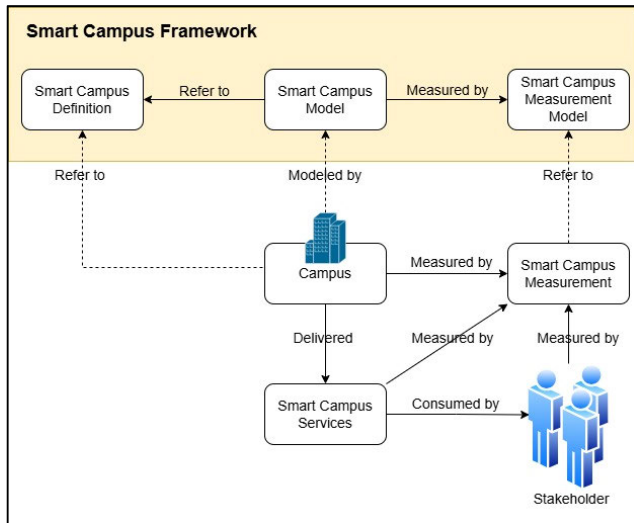 Smart Campus Framework
Smart Campus
Definition
Refer to
Smart Campus
Model
Measured by
Smart Campus
Measurement
Model
Refer to
Modeled by
Refer to
Campus
Measured by
Smart Campus
Measurement
Delivered
Measured by
Measured by
Smart Campus
Services
Consumed by
Stakeholder